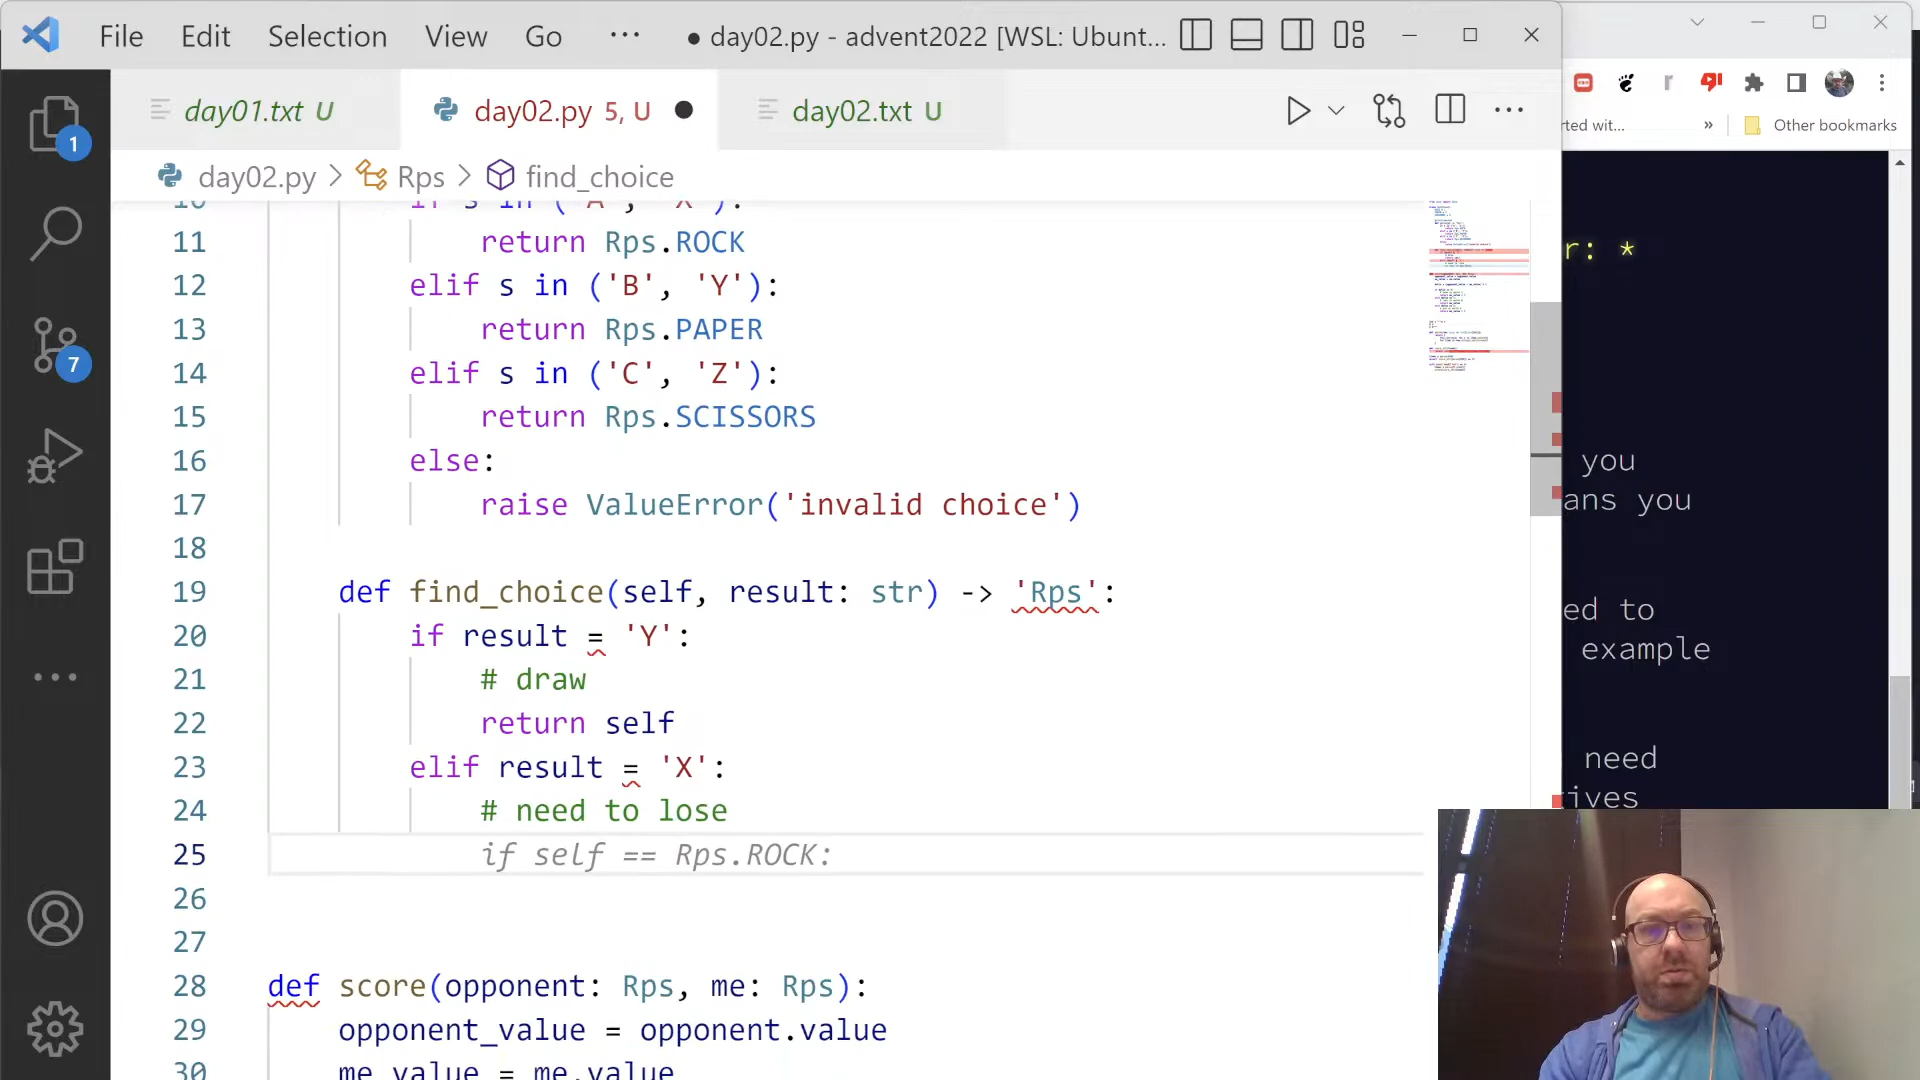 File Edit Selection View Go ··· ● day02.py - advent2022 [WSL: Ubunt...
day01.txt U day02.py 5, U ● day02.txt U
rted wit... » Other bookmarks
day02.py > Rps > find_choice
10 if s in ('A', 'X'):
11 return Rps.ROCK
12 elif s in ('B', 'Y'):
13 return Rps.PAPER
14 elif s in ('C', 'Z'):
15 return Rps.SCISSORS
16 else:
17 raise ValueError('invalid choice')
18
19 def find_choice(self, result: str) -> 'Rps':
20 if result = 'Y':
21 # draw
22 return self
23 elif result = 'X':
24 # need to lose
25 if self == Rps.ROCK:
26
27
28 def score(opponent: Rps, me: Rps):
29 opponent_value = opponent.value
30 me_value = me.value
1
7
r: *
you
ans you
ed to
example
need
ives